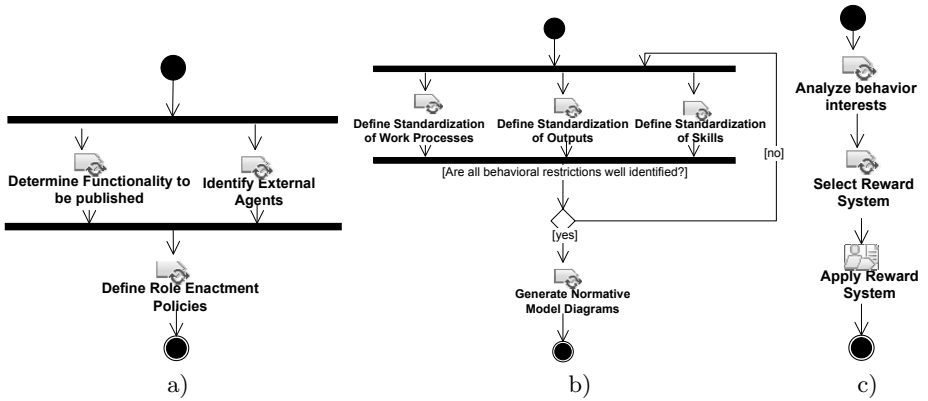 Determine Functionality to
be published
Identify External
Agents
Define Role Enactment
Policies
a)
Define Standardization
of Work Processes
Define Standardization
of Outputs
Define Standardization
of Skills
[no]
[Are all behavioral restrictions well identified?]
[yes]
Generate Normative
Model Diagrams
b)
Analyze behavior
interests
Select Reward
System
Apply Reward
System
c)